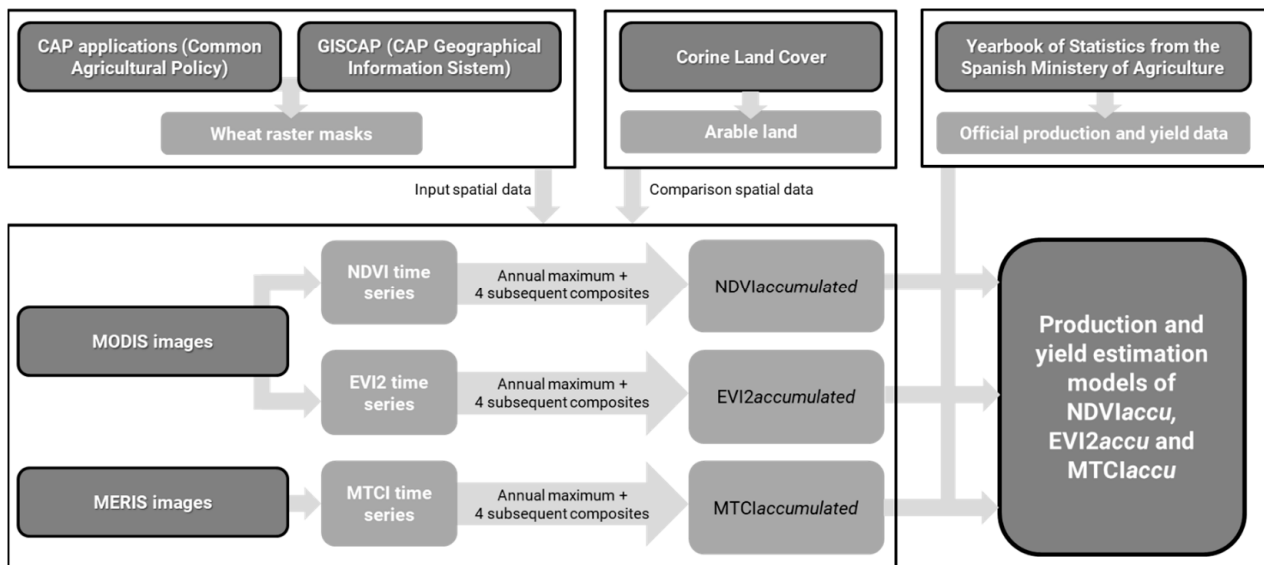 CAP applications (Common
Agricultural Policy)
GISCAP (CAP Geographical
Information Sistem)
Wheat raster masks
Corine Land Cover
Arable land
Yearbook of Statistics from the
Spanish Ministery of Agriculture
Official production and yield data
Input spatial data
Comparison spatial data
MODIS images
NDVI time
series
Annual maximum +
4 subsequent composites
NDVIaccumulated
EVI2 time
series
Annual maximum +
4 subsequent composites
EVI2accumulated
MERIS images
MTCI time
series
Annual maximum +
4 subsequent composites
MTCIaccumulated
Production and
yield estimation
models of
NDVIaccu,
EVI2accu and
MTCIaccu